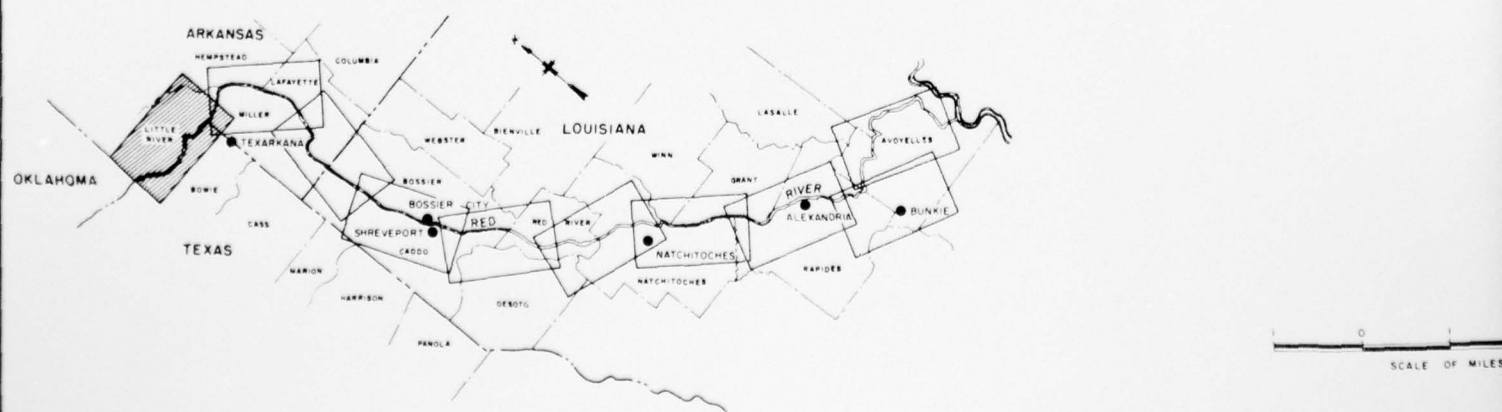 ARKANSAS
HEMPSTEAD
COLUMBIA
LAFAYETTE
MILLER
LITTLE
RIVER
TEXARKANA
LASALLE
BIENVILLE
LOUISIANA
WEBSTER
AVOYELLES
WINN
OKLAHOMA
BOWIE
BOSSIER
GRANT
RIVER
BOSSIER CITY
ALEXANDRIA
BUNKIE
CASS
SHREVEPORT
RED
RED RIVER
TEXAS
CADDO
NATCHITOCHES
MARION
RAPIDES
NATCHITOCHES
HARRISON
DESOTO
PANOLA
0
SCALE OF MILES